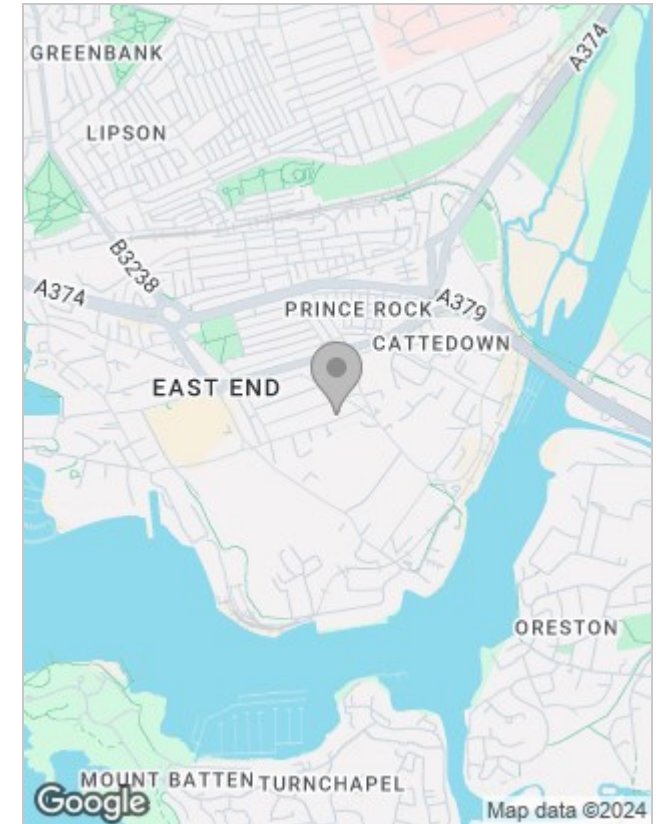 GREENBANK
A374
LIPSON
B3238
A374
PRINCE ROCK
A379
CATTEDOWN
EAST END
ORESTON
MOUNT BATTEN
TURNCHAPEL
Google
Map data ©2024